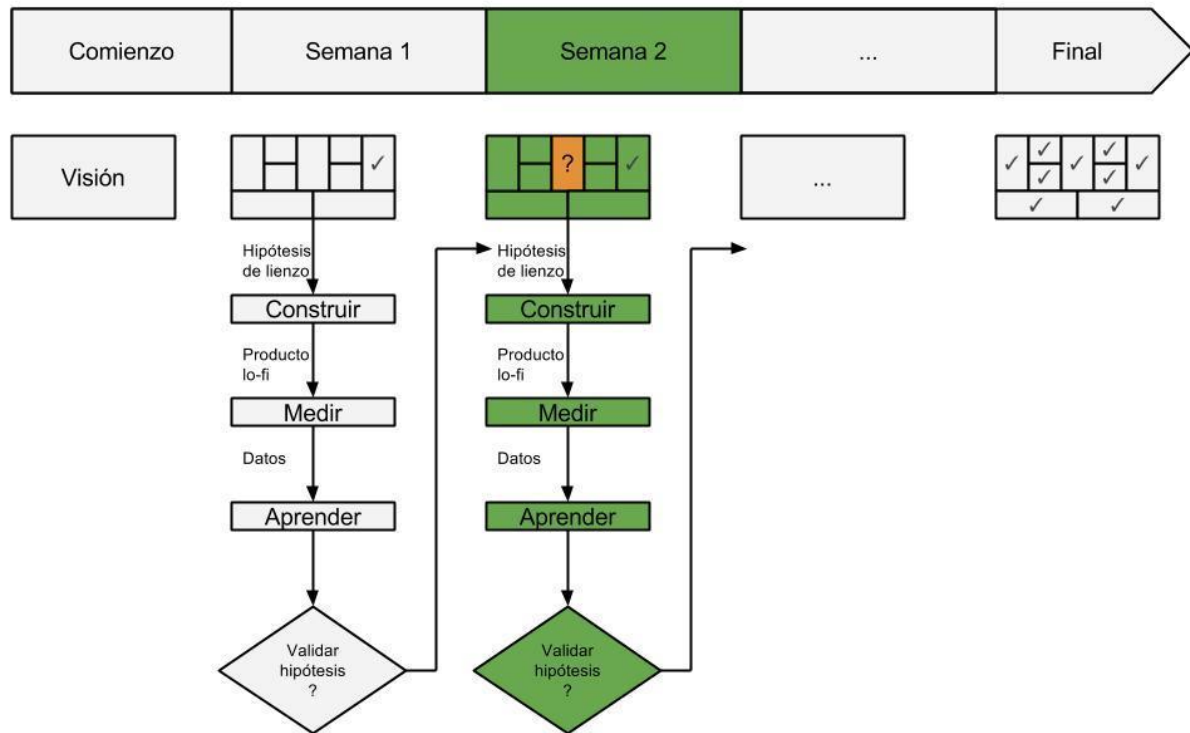 Comienzo
Semana 1
Semana 2
...
Final
Visión
✓
?
✓
...
✓
✓
✓
✓
✓
✓
✓
✓
✓
Hipótesis
de lienzo
Construir
Producto
lo-fi
Medir
Datos
Aprender
Validar
hipótesis
?
Hipótesis
de lienzo
Construir
Producto
lo-fi
Medir
Datos
Aprender
Validar
hipótesis
?